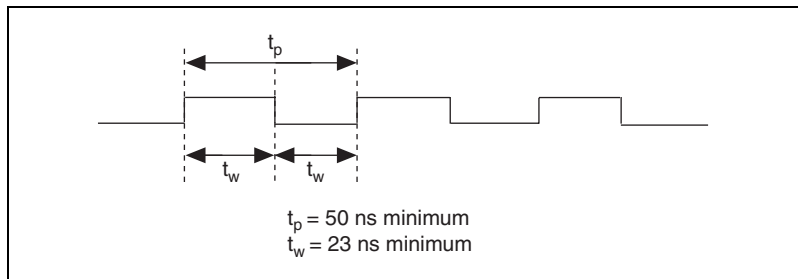 tp
tw tw
tp = 50 ns minimum
tw = 23 ns minimum